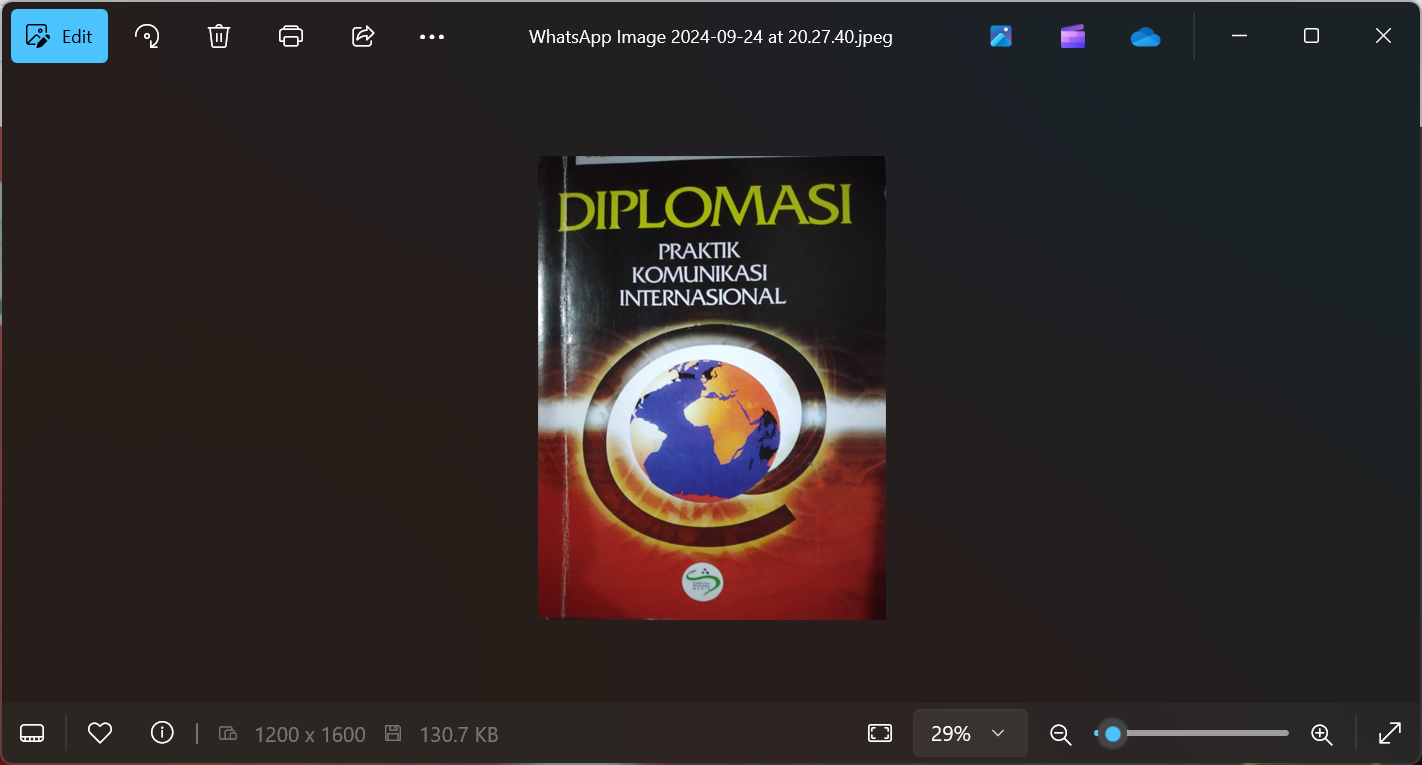 Edit
WhatsApp Image 2024-09-24 at 20.27.40.jpeg
DIPLOMASI
PRAKTIK
KOMUNIKASI
INTERNASIONAL
1200 x 1600
130.7 KB
29%